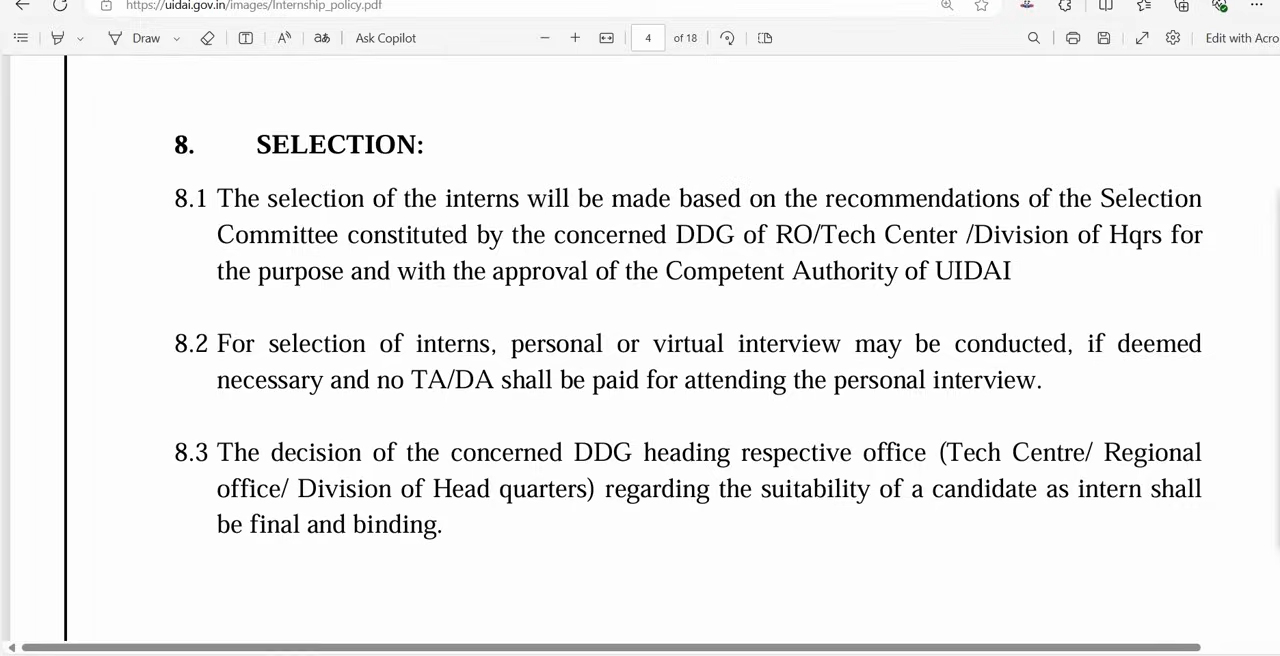 https://uidai.gov.in/images/Internship_policy.pdf
Draw
Ask Copilot
4 of 18
Edit with Acro
8. SELECTION:
8.1 The selection of the interns will be made based on the recommendations of the Selection
Committee constituted by the concerned DDG of RO/Tech Center /Division of Hqrs for
the purpose and with the approval of the Competent Authority of UIDAI
8.2 For selection of interns, personal or virtual interview may be conducted, if deemed
necessary and no TA/DA shall be paid for attending the personal interview.
8.3 The decision of the concerned DDG heading respective office (Tech Centre/ Regional
office/ Division of Head quarters) regarding the suitability of a candidate as intern shall
be final and binding.